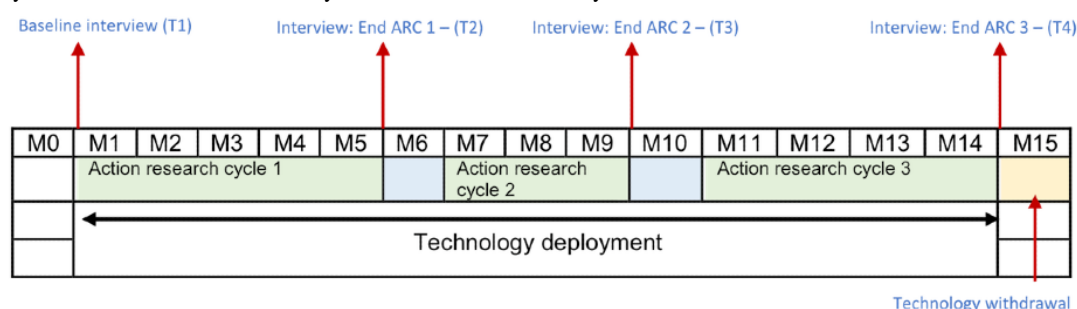 Baseline interview (T1)
Interview: End ARC 1 – (T2)
Interview: End ARC 2 – (T3)
Interview: End ARC 3 – (T4)
M0 M1 M2 M3 M4 M5 M6 M7 M8 M9 M10 M11 M12 M13 M14 M15
Action research cycle 1
Action research
cycle 2
Action research cycle 3
Technology deployment
Technology withdrawal